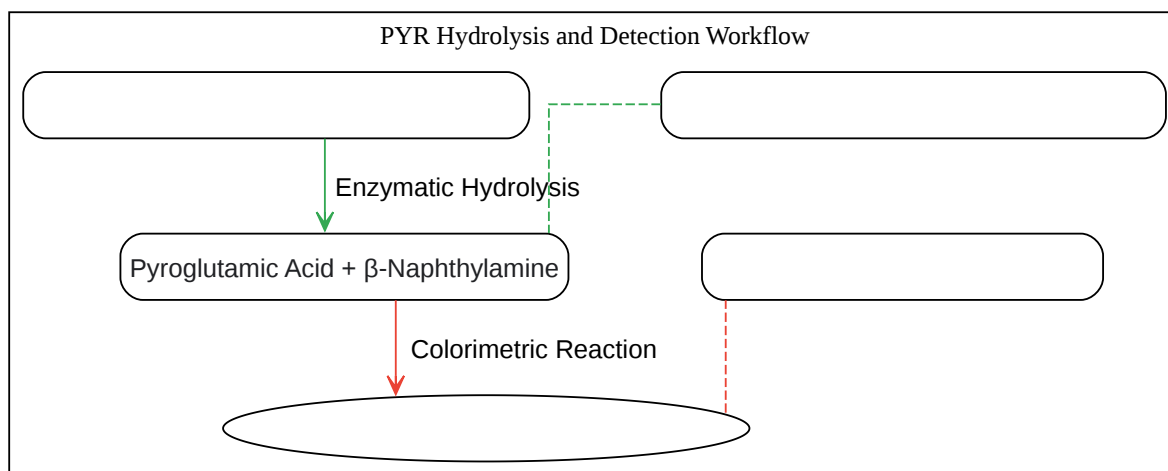 PYR Hydrolysis and Detection Workflow
Enzymatic Hydrolysis
Pyroglutamic Acid + β-Naphthylamine
Colorimetric Reaction